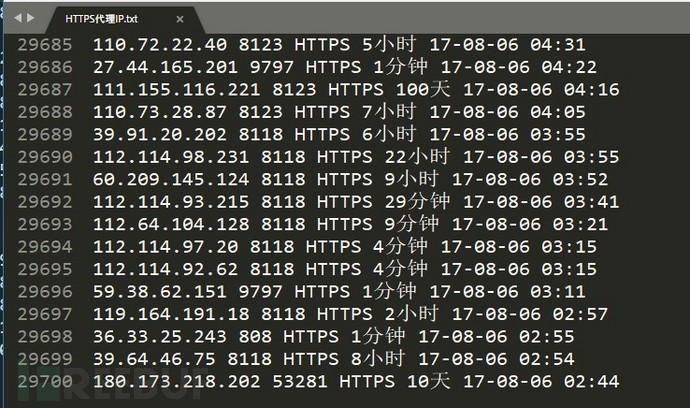 HTTPS代理IP.txt ×
29685 110.72.22.40 8123 HTTPS 5小时 17-08-06 04:31
29686 27.44.165.201 9797 HTTPS 1分钟 17-08-06 04:22
29687 111.155.116.221 8123 HTTPS 100天 17-08-06 04:16
29688 110.73.28.87 8123 HTTPS 7小时 17-08-06 04:05
29689 39.91.20.202 8118 HTTPS 6小时 17-08-06 03:55
29690 112.114.98.231 8118 HTTPS 22小时 17-08-06 03:55
29691 60.209.145.124 8118 HTTPS 9小时 17-08-06 03:52
29692 112.114.93.215 8118 HTTPS 29分钟 17-08-06 03:41
29693 112.64.104.128 8118 HTTPS 9分钟 17-08-06 03:21
29694 112.114.97.20 8118 HTTPS 4分钟 17-08-06 03:15
29695 112.114.92.62 8118 HTTPS 4分钟 17-08-06 03:15
29696 59.38.62.151 9797 HTTPS 1分钟 17-08-06 03:11
29697 119.164.191.18 8118 HTTPS 2小时 17-08-06 02:57
29698 36.33.25.243 808 HTTPS 1分钟 17-08-06 02:55
29699 39.64.46.75 8118 HTTPS 8小时 17-08-06 02:54
29700 180.173.218.202 53281 HTTPS 10天 17-08-06 02:44